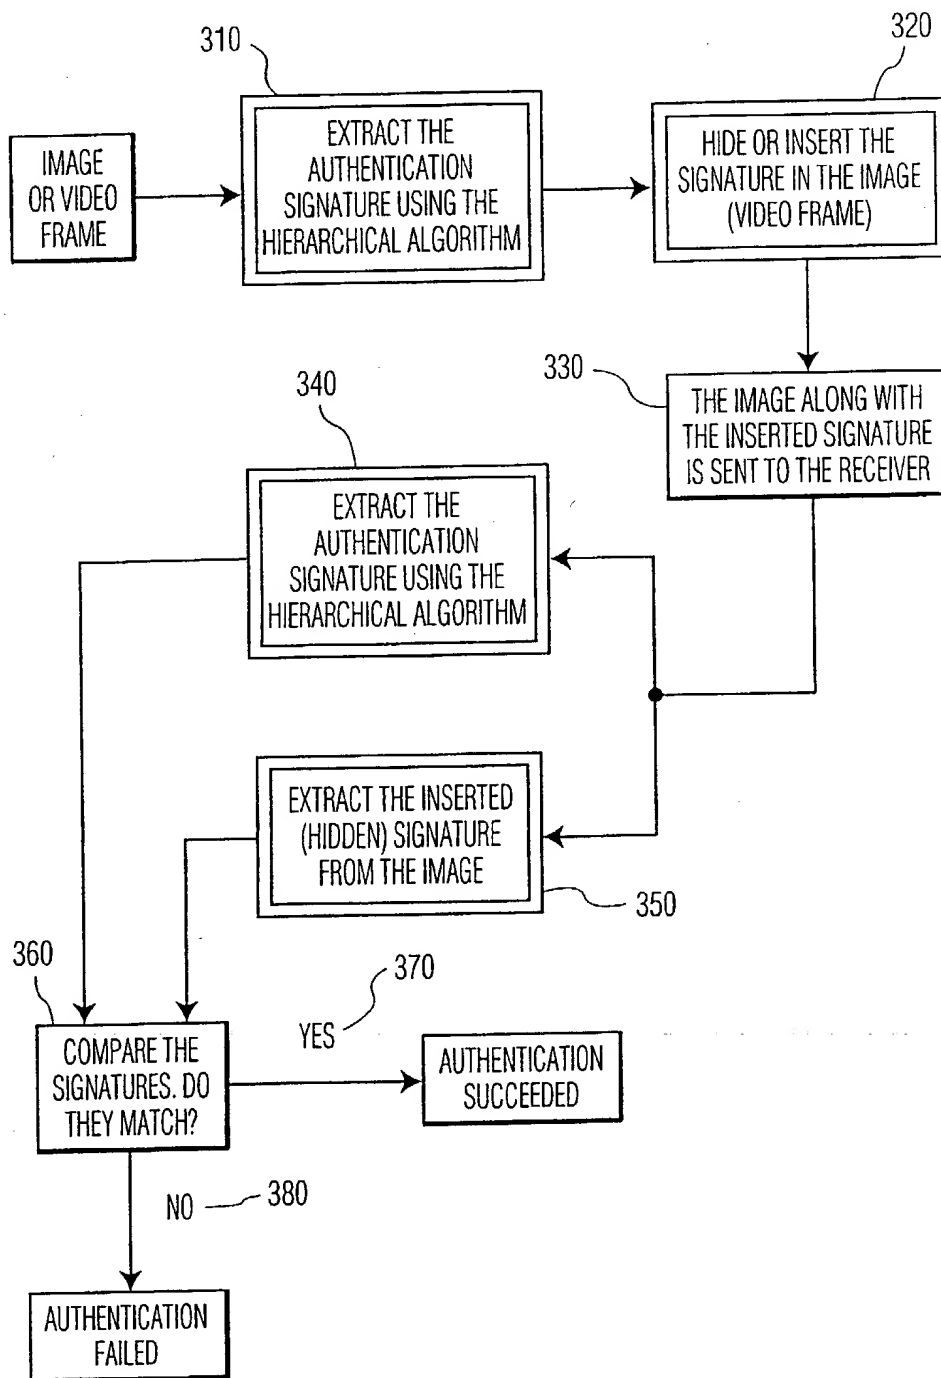 310
320
IMAGE
OR VIDEO
FRAME
EXTRACT THE
AUTHENTICATION
SIGNATURE USING THE
HIERARCHICAL ALGORITHM
HIDE OR INSERT THE
SIGNATURE IN THE IMAGE
(VIDEO FRAME)
330
THE IMAGE ALONG WITH
THE INSERTED SIGNATURE
IS SENT TO THE RECEIVER
340
EXTRACT THE
AUTHENTICATION
SIGNATURE USING THE
HIERARCHICAL ALGORITHM
EXTRACT THE INSERTED
(HIDDEN) SIGNATURE
FROM THE IMAGE
350
360
370
YES
COMPARE THE
SIGNATURES. DO
THEY MATCH?
AUTHENTICATION
SUCCEEDED
NO
380
AUTHENTICATION
FAILED